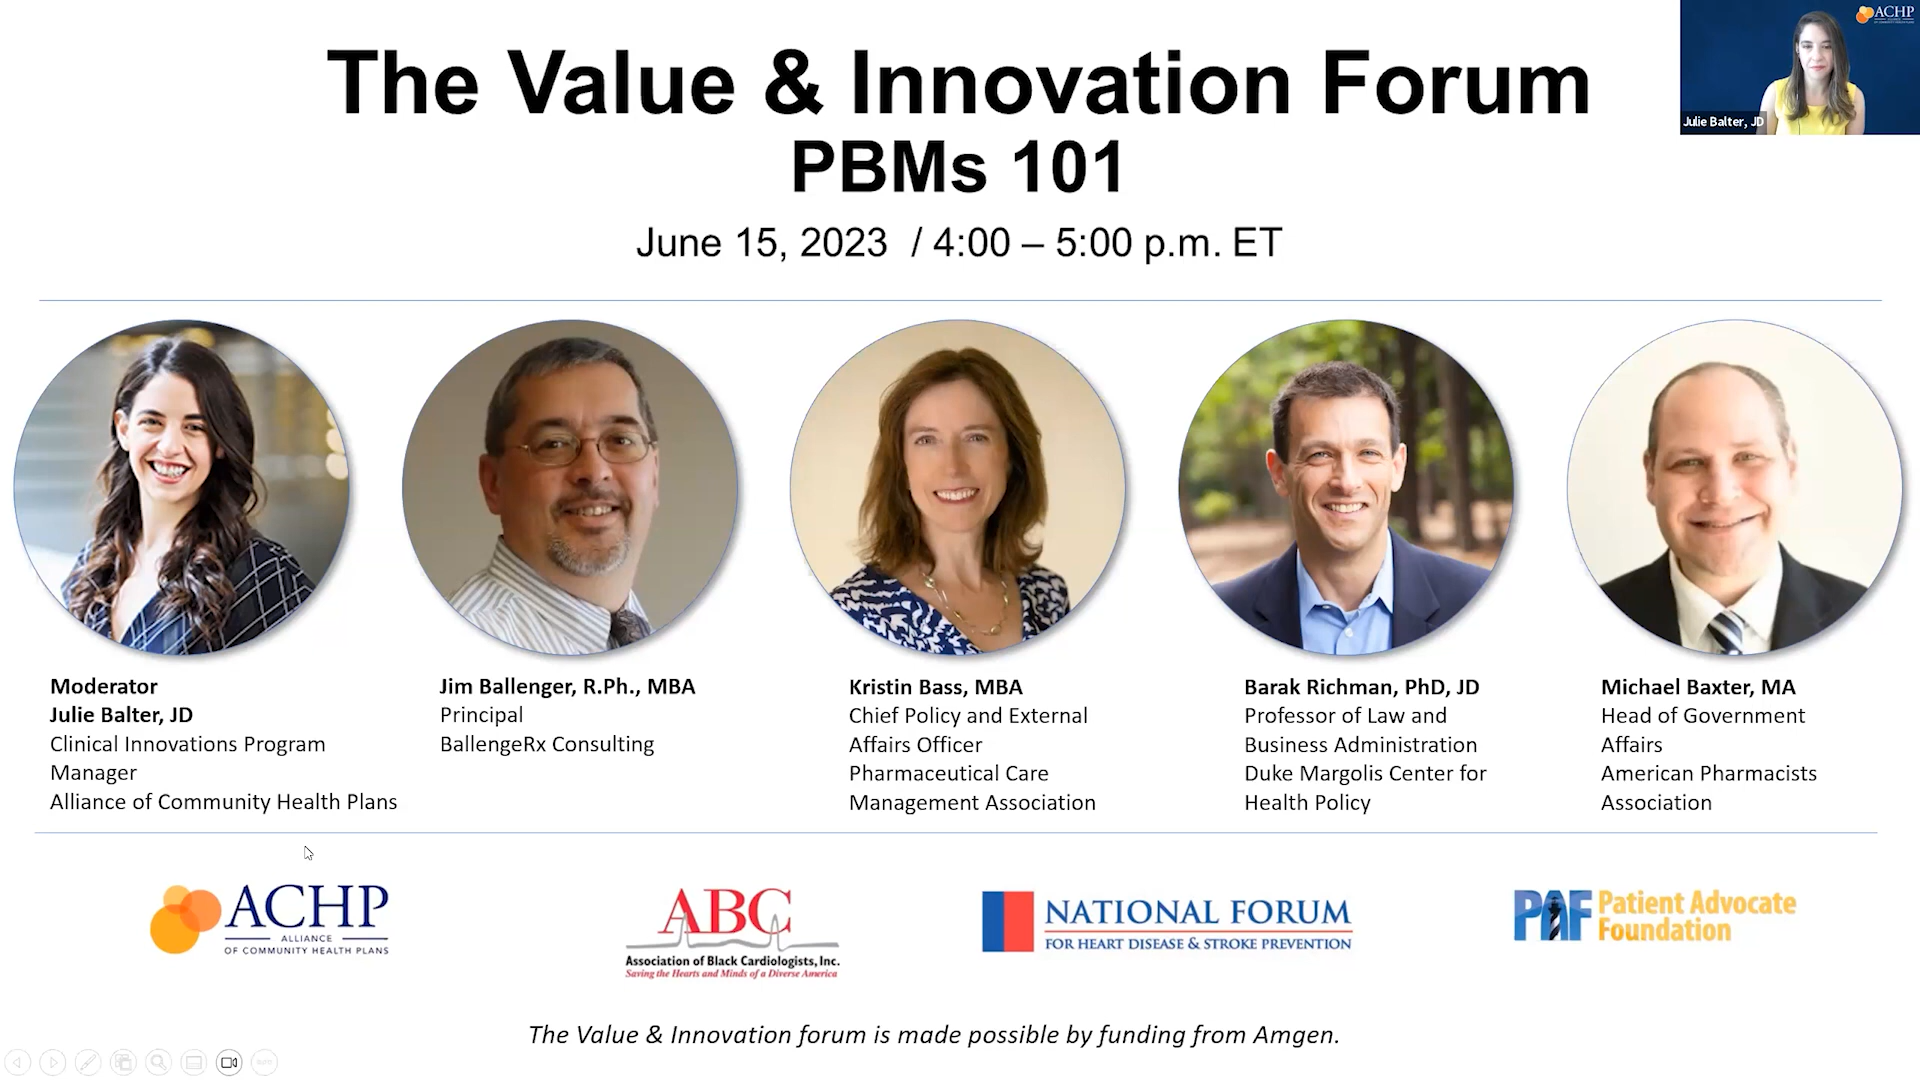 The Value & Innovation Forum
PBMs 101
June 15, 2023 / 4:00 – 5:00 p.m. ET
ACHP
Julie Balter, JD
Moderator
Julie Balter, JD
Clinical Innovations Program
Manager
Alliance of Community Health Plans
Jim Ballenger, R.Ph., MBA
Principal
BallengeRx Consulting
Kristin Bass, MBA
Chief Policy and External
Affairs Officer
Pharmaceutical Care
Management Association
Barak Richman, PhD, JD
Professor of Law and
Business Administration
Duke Margolis Center for
Health Policy
Michael Baxter, MA
Head of Government
Affairs
American Pharmacists
Association
ACHP
ALLIANCE
OF COMMUNITY HEALTH PLANS
ABC
Association of Black Cardiologists, Inc.
Saving the Hearts and Minds of a Diverse America
NATIONAL FORUM
FOR HEART DISEASE & STROKE PREVENTION
PAF Patient Advocate
Foundation
The Value & Innovation forum is made possible by funding from Amgen.